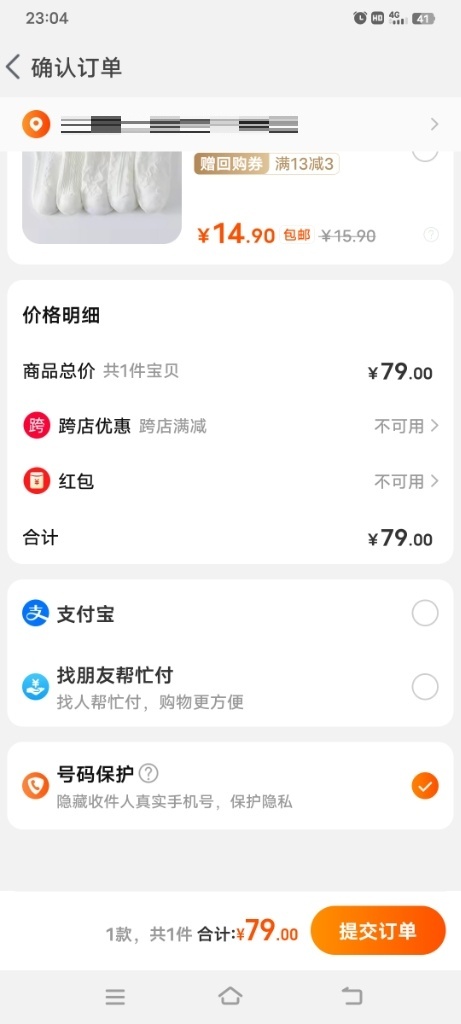 23:04
HD 4G 41
确认订单
赠回购券 满13减3
¥14.90 包邮 ¥15.90
价格明细
商品总价 共1件宝贝 ¥79.00
跨 跨店优惠 跨店满减 不可用
红包 不可用
合计 ¥79.00
支 支付宝
找朋友帮忙付
找人帮忙付，购物更方便
号码保护
隐藏收件人真实手机号，保护隐私
1款，共1件 合计:¥79.00
提交订单